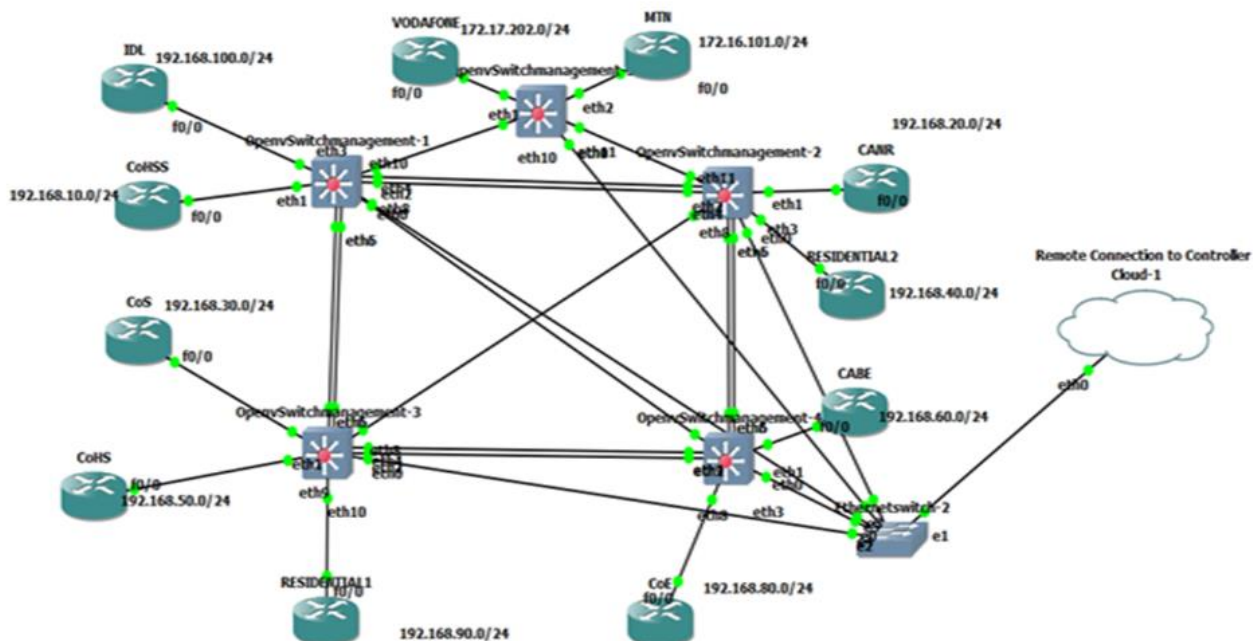 VODAFONE
172.17.202.0/24
MTN
172.16.101.0/24
IDL
192.168.100.0/24
f0/0
f0/0
f0/0
eth1
eth2
eth10
192.168.20.0/24
CANR
OpenvSwitchmanagement-1
eth3
eth10
OpenvSwitchmanagement-2
CoHSS
192.168.10.0/24
f0/0
eth1
eth2
eth11
eth1
f0/0
eth3
RESIDENTIAL2
f0/0
192.168.40.0/24
Remote Connection to Controller
Cloud-1
eth0
CoS
192.168.30.0/24
f0/0
OpenvSwitchmanagement-3
OpenvSwitchmanagement-4
CABE
f0/0
192.168.60.0/24
CoHS
f0/0
192.168.50.0/24
eth9
eth10
eth1
eth0
eth3
eth8
Ethernetswitch-2
e2
e1
RESIDENTIAL1
f0/0
192.168.90.0/24
CoE
f0/0
192.168.80.0/24